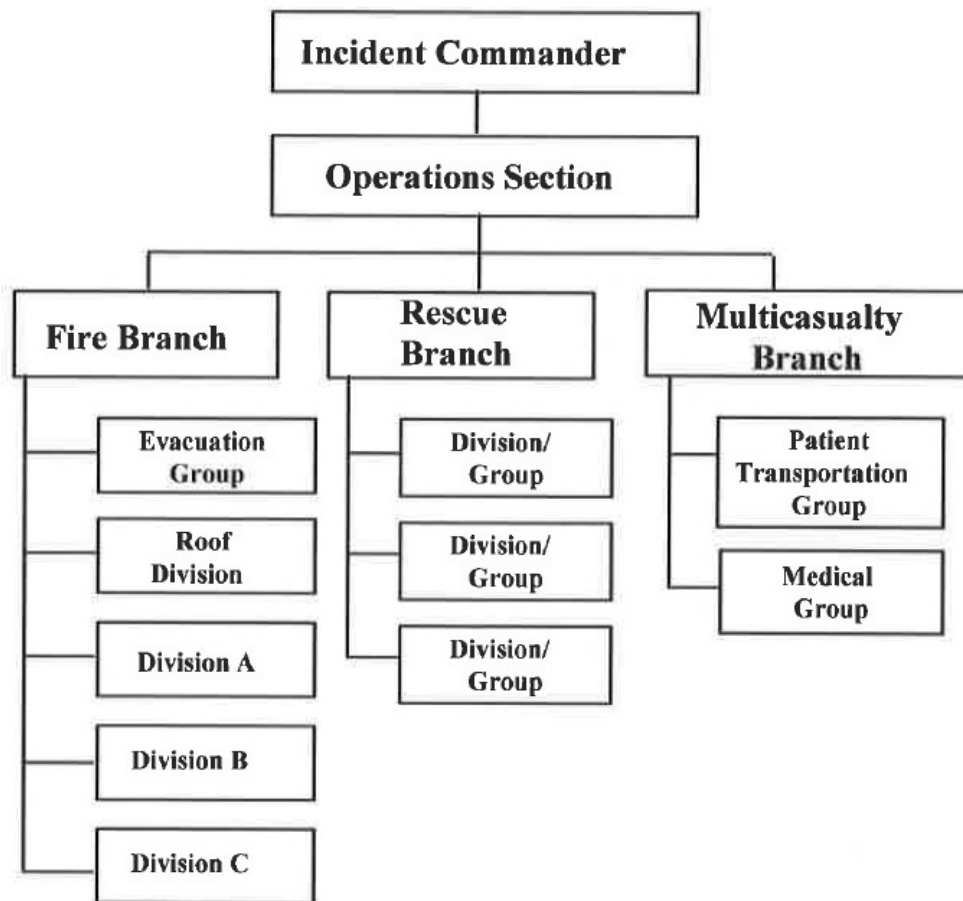 Incident Commander
Operations Section
Fire Branch
Rescue
Branch
Multicasualty
Branch
Evacuation
Group
Roof
Division
Division A
Division B
Division C
Division/
Group
Division/
Group
Division/
Group
Patient
Transportation
Group
Medical
Group